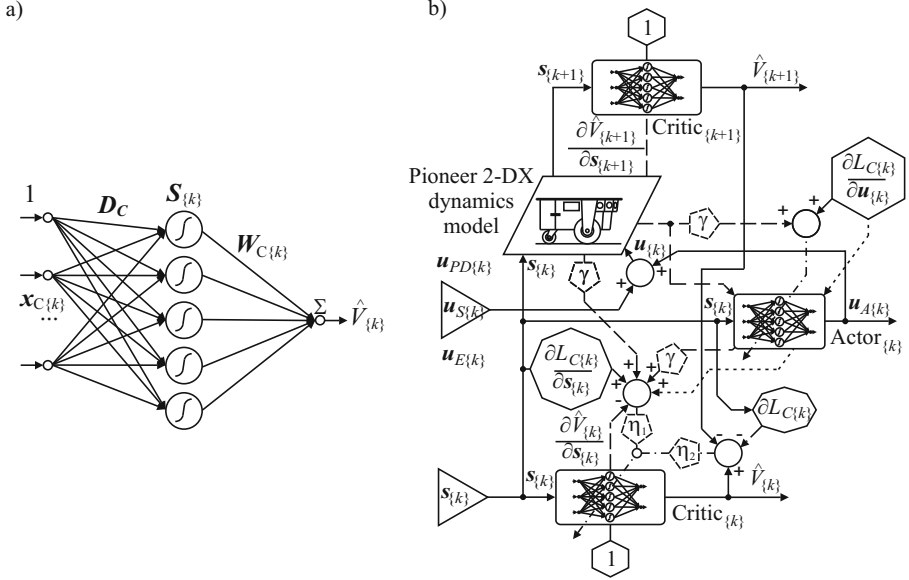 a)
1
D_C
S_{k}
W_C{k}
x_C{k}
...
Σ
V̂_{k}
b)
1
s_{k+1}
V̂_{k+1}
Critic_{k+1}
∂V̂_{k+1}
∂s_{k+1}
Pioneer 2-DX
dynamics
model
γ
+
+
∂L_C{k}
∂u_{k}
u_{k}
s_{k}
γ
+
+
u_PD{k}
u_S{k}
u_E{k}
s_{k}
u_A{k}
Actor_{k}
∂L_C{k}
∂s_{k}
γ
+
+
+
+
-
∂L_C{k}
∂V̂_{k}
∂s_{k}
η_1
η_2
-
-
+
s_{k}
s_{k}
V̂_{k}
Critic_{k}
1